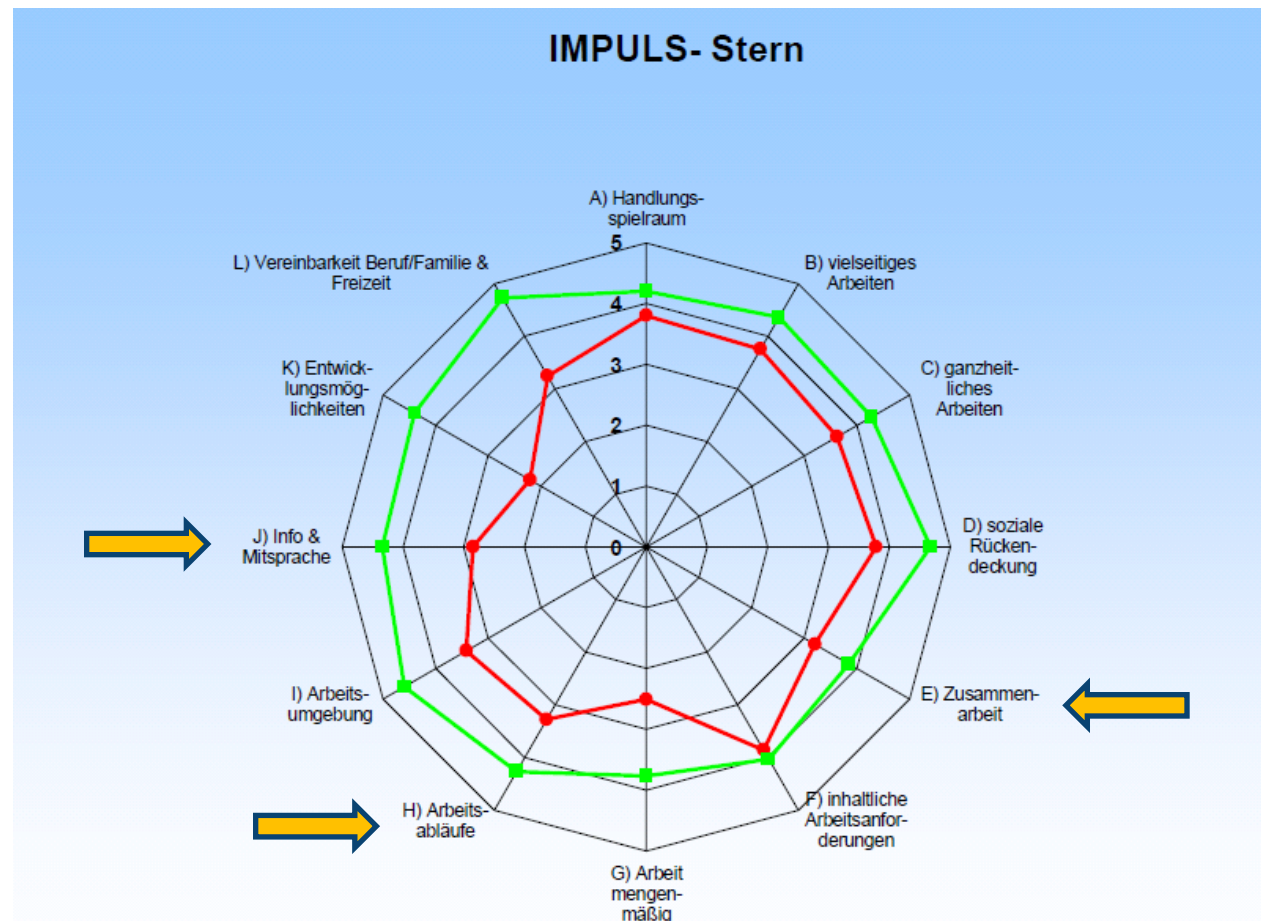 IMPULS- Stern
A) Handlungs-
spielraum
B) vielseitiges
Arbeiten
C) ganzheit-
liches
Arbeiten
D) soziale
Rücken-
deckung
E) Zusammen-
arbeit
F) inhaltliche
Arbeitsanfor-
derungen
G) Arbeit
mengen-
mäßig
H) Arbeits-
abläufe
I) Arbeits-
umgebung
J) Info &
Mitsprache
K) Entwick-
lungsmög-
lichkeiten
L) Vereinbarkeit Beruf/Familie &
Freizeit
5
4
3
2
1
0